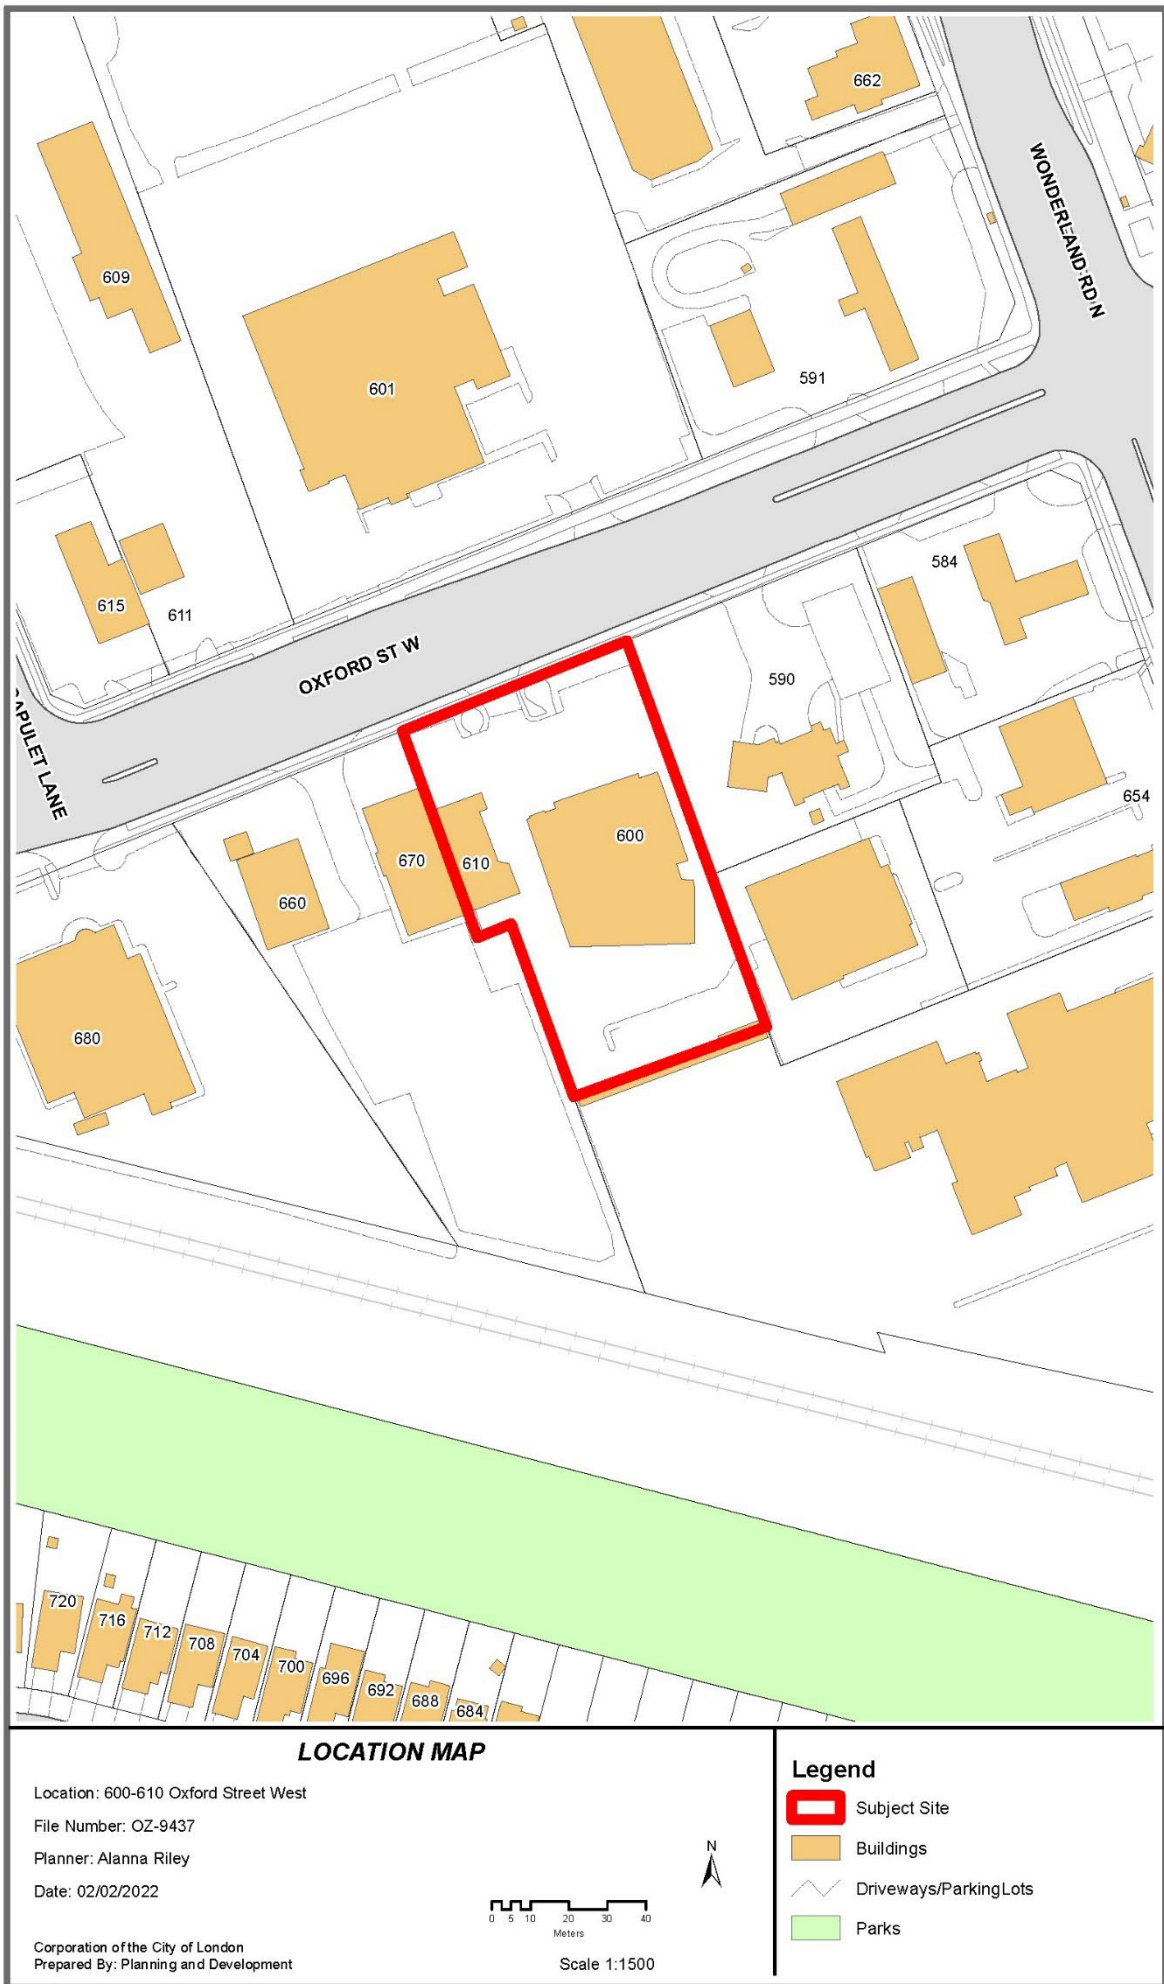 662
WONDERLAND RD N
609
601
591
584
615
611
OXFORD ST W
590
APULET LANE
654
600
670
610
660
680
720
716
712
708
704
700
696
692
688
684
LOCATION MAP
Location: 600-610 Oxford Street West
File Number: OZ-9437
Planner: Alanna Riley
Date: 02/02/2022
Corporation of the City of London
Prepared By: Planning and Development
N
0 5 10 20 30 40
Meters
Scale 1:1500
Legend
Subject Site
Buildings
Driveways/ParkingLots
Parks